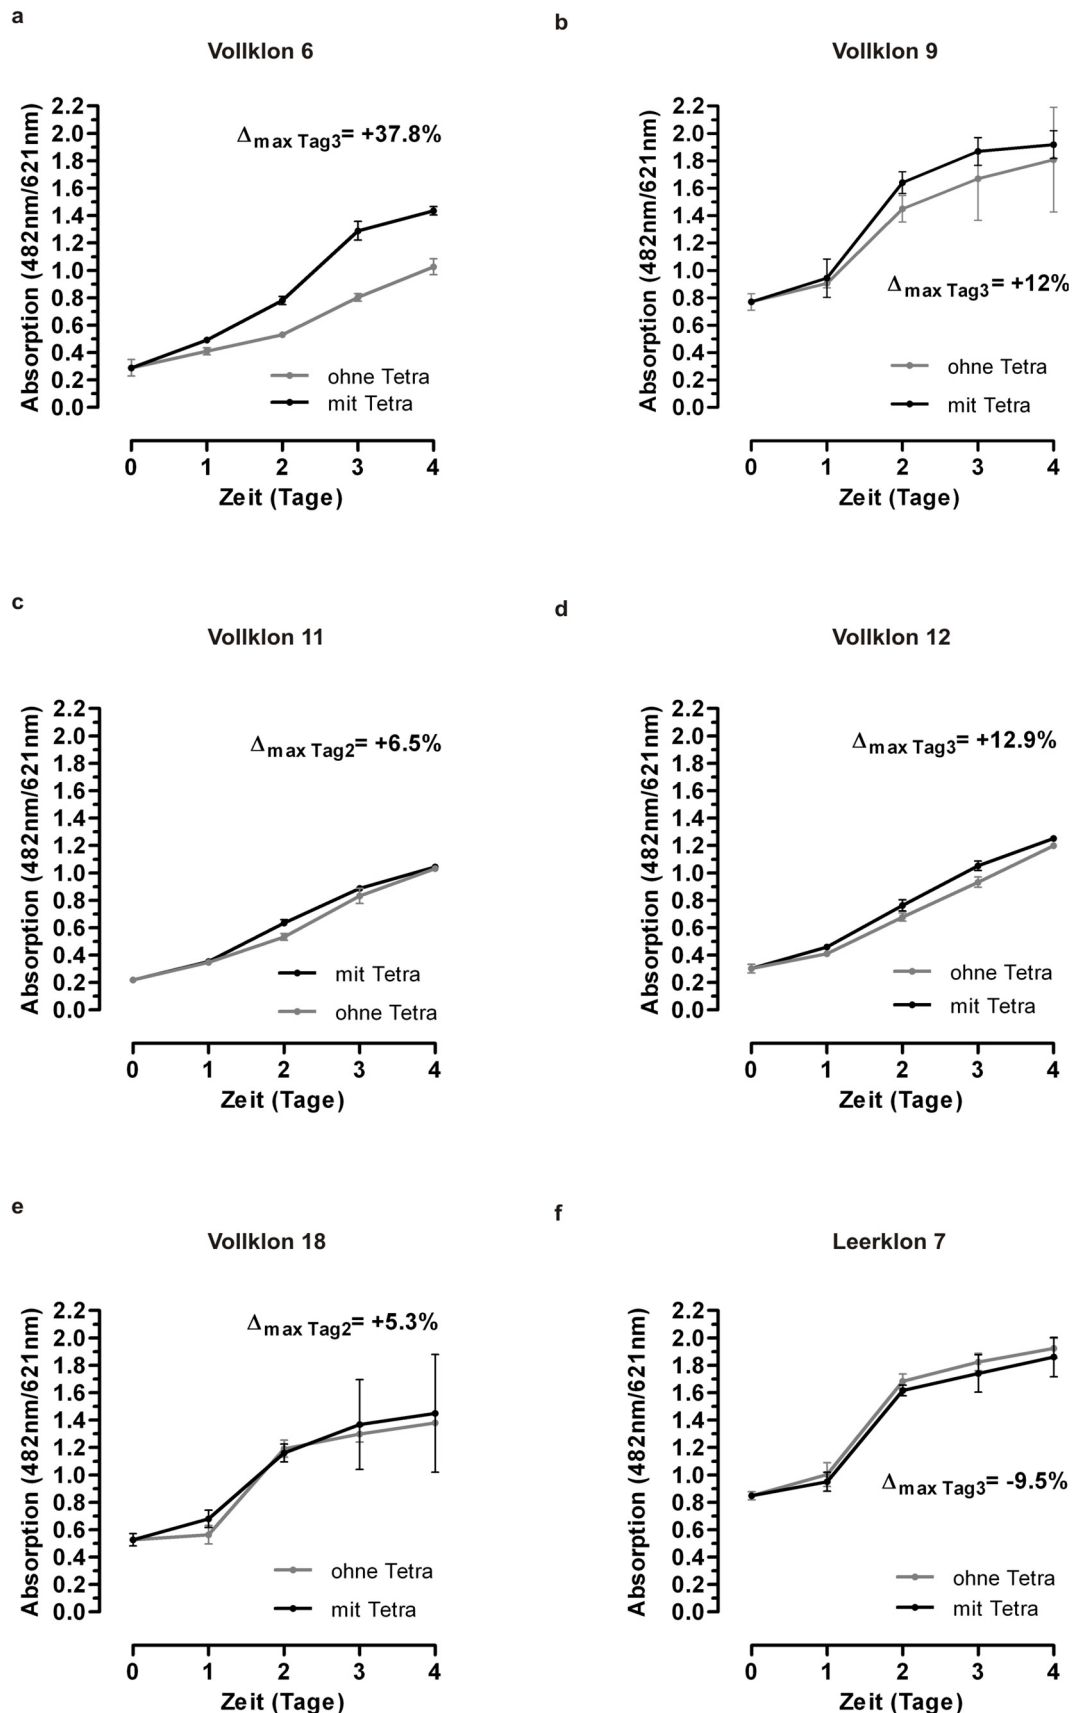 a
Vollklon 6
Absorption (482nm/621nm)
2.2
2.0
1.8
1.6
1.4
1.2
1.0
0.8
0.6
0.4
0.2
0.0
Δmax Tag3= +37.8%
ohne Tetra
mit Tetra
0 1 2 3 4
Zeit (Tage)
b
Vollklon 9
Absorption (482nm/621nm)
2.2
2.0
1.8
1.6
1.4
1.2
1.0
0.8
0.6
0.4
0.2
0.0
Δmax Tag3= +12%
ohne Tetra
mit Tetra
0 1 2 3 4
Zeit (Tage)
c
Vollklon 11
Absorption (482nm/621nm)
2.2
2.0
1.8
1.6
1.4
1.2
1.0
0.8
0.6
0.4
0.2
0.0
Δmax Tag2= +6.5%
mit Tetra
ohne Tetra
0 1 2 3 4
Zeit (Tage)
d
Vollklon 12
Absorption (482nm/621nm)
2.2
2.0
1.8
1.6
1.4
1.2
1.0
0.8
0.6
0.4
0.2
0.0
Δmax Tag3= +12.9%
ohne Tetra
mit Tetra
0 1 2 3 4
Zeit (Tage)
e
Vollklon 18
Absorption (482nm/621nm)
2.2
2.0
1.8
1.6
1.4
1.2
1.0
0.8
0.6
0.4
0.2
0.0
Δmax Tag2= +5.3%
ohne Tetra
mit Tetra
0 1 2 3 4
Zeit (Tage)
f
Leerklon 7
Absorption (482nm/621nm)
2.2
2.0
1.8
1.6
1.4
1.2
1.0
0.8
0.6
0.4
0.2
0.0
Δmax Tag3= -9.5%
ohne Tetra
mit Tetra
0 1 2 3 4
Zeit (Tage)